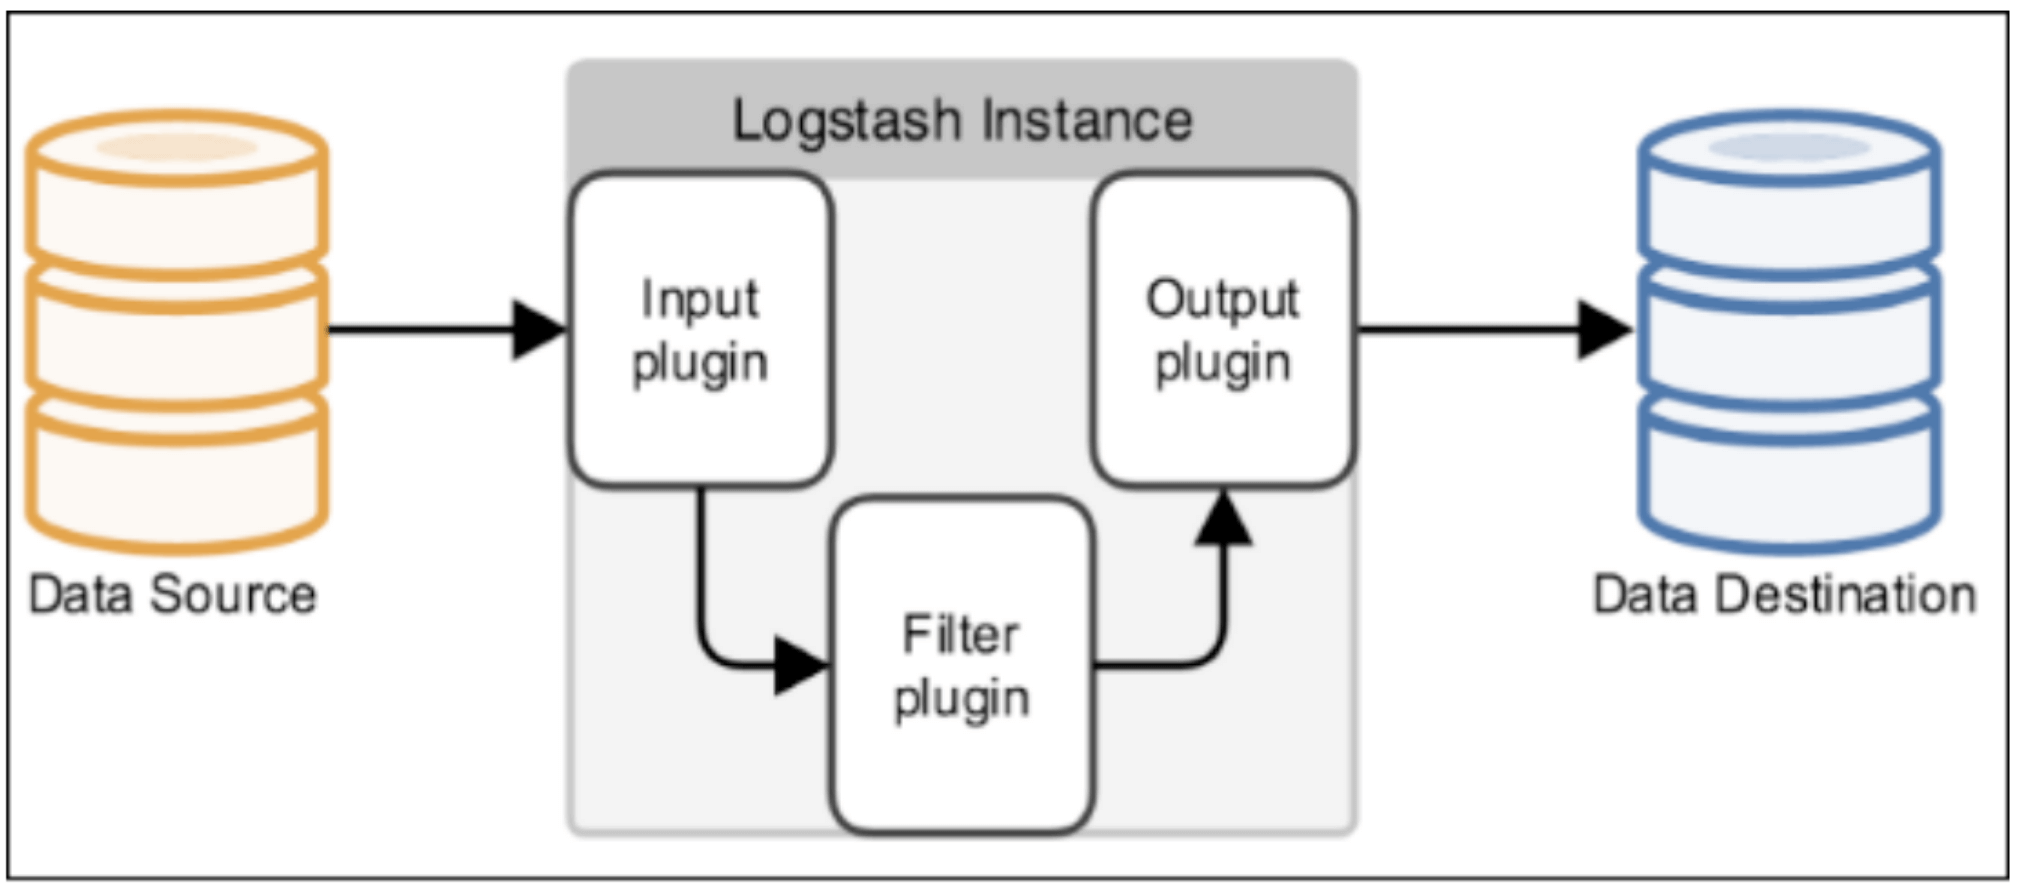 Logstash Instance
Input
plugin
Output
plugin
Filter
plugin
Data Source
Data Destination